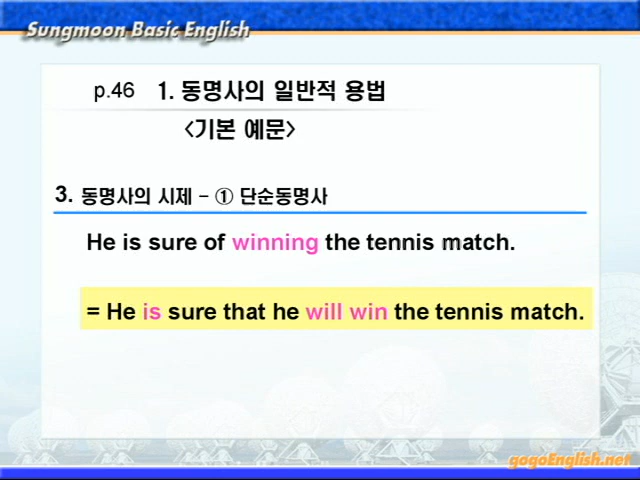 Sungmoon Basic English
p.46 1. 동명사의 일반적 용법
<기본 예문>
3. 동명사의 시제 - ① 단순동명사
He is sure of winning the tennis match.
= He is sure that he will win the tennis match.
gogoEnglish.net